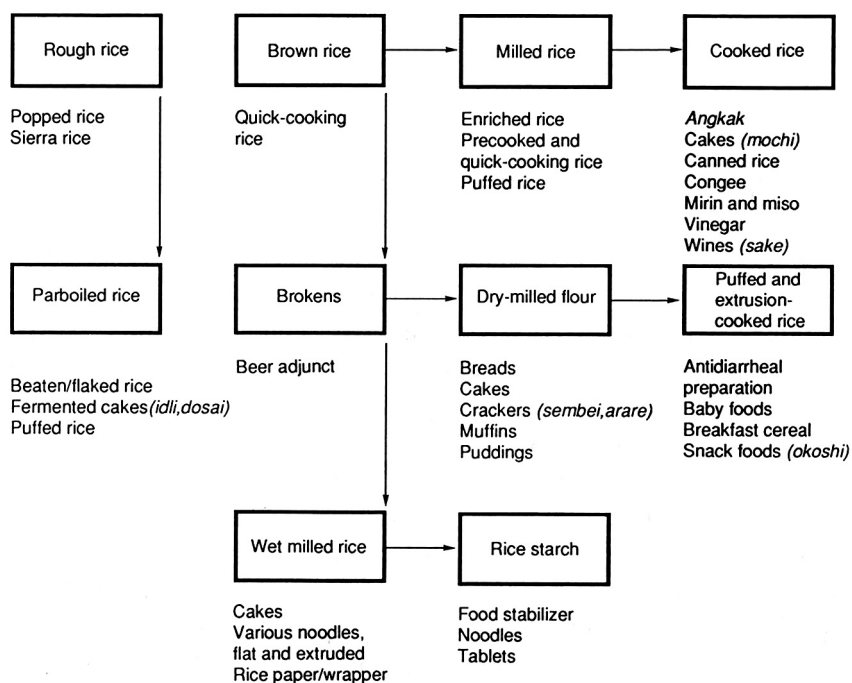 Rough rice
Brown rice
Milled rice
Cooked rice
Popped rice
Sierra rice
Quick-cooking
rice
Enriched rice
Precooked and
quick-cooking rice
Puffed rice
Angkak
Cakes (mochi)
Canned rice
Congee
Mirin and miso
Vinegar
Wines (sake)
Parboiled rice
Brokens
Dry-milled flour
Puffed and
extrusion-
cooked rice
Beaten/flaked rice
Fermented cakes(idli,dosai)
Puffed rice
Beer adjunct
Breads
Cakes
Crackers (sembei,arare)
Muffins
Puddings
Antidiarrheal
preparation
Baby foods
Breakfast cereal
Snack foods (okoshi)
Wet milled rice
Rice starch
Cakes
Various noodles,
flat and extruded
Rice paper/wrapper
Food stabilizer
Noodles
Tablets